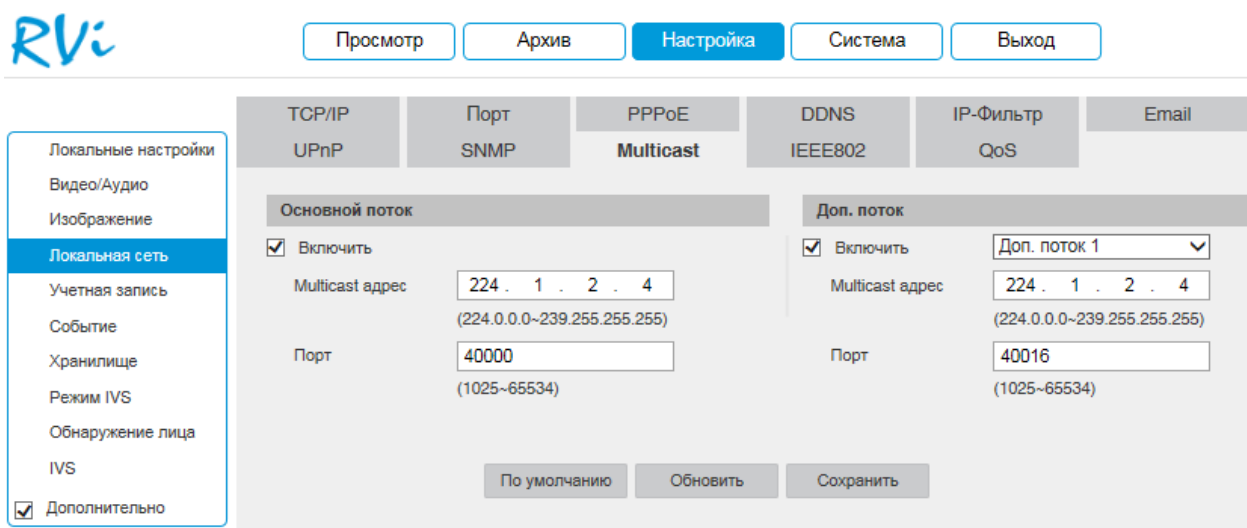 RVi
Просмотр Архив Настройка Система Выход
TCP/IP Порт PPPoE DDNS IP-Фильтр Email
UPnP SNMP Multicast IEEE802 QoS
Локальные настройки
Видео/Аудио
Изображение
Локальная сеть
Учетная запись
Событие
Хранилище
Режим IVS
Обнаружение лица
IVS
Дополнительно
Основной поток
Включить
Multicast адрес 224 . 1 . 2 . 4
(224.0.0.0~239.255.255.255)
Порт 40000
(1025~65534)
Доп. поток
Включить Доп. поток 1
Multicast адрес 224 . 1 . 2 . 4
(224.0.0.0~239.255.255.255)
Порт 40016
(1025~65534)
По умолчанию Обновить Сохранить